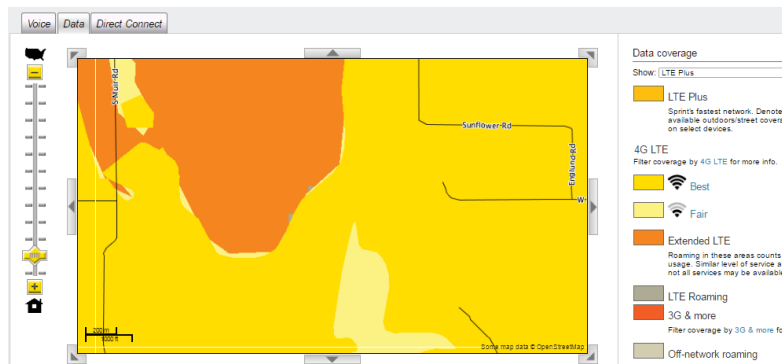 Voice
Data
Direct Connect
S-Muir-Rd
Sunflower-Rd
Englund-Rd
W
200 m
1000 ft
Some map data © OpenStreetMap
Data coverage
Show: LTE Plus
LTE Plus
Sprint's fastest network. Denote
available outdoors/street covera
on select devices.
4G LTE
Filter coverage by 4G LTE for more info.
Best
Fair
Extended LTE
Roaming in these areas counts
usage. Similar level of service a
not all services may be available
LTE Roaming
3G & more
Filter coverage by 3G & more fo
Off-network roaming